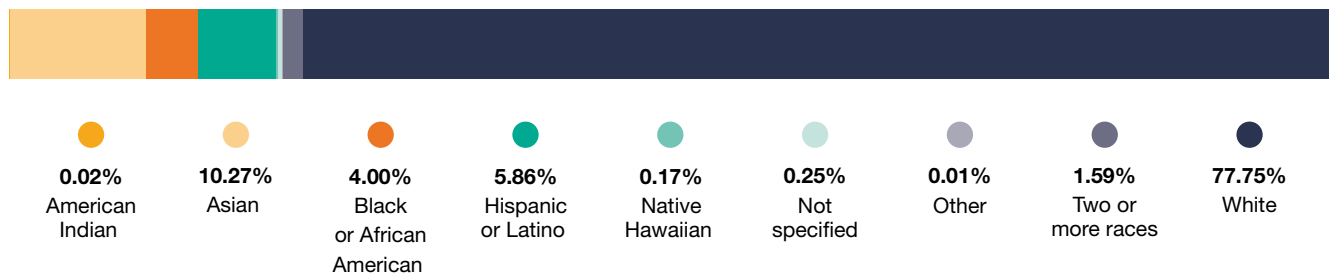 0.02%
American
Indian
10.27%
Asian
4.00%
Black
or African
American
5.86%
Hispanic
or Latino
0.17%
Native
Hawaiian
0.25%
Not
specified
0.01%
Other
1.59%
Two or
more races
77.75%
White